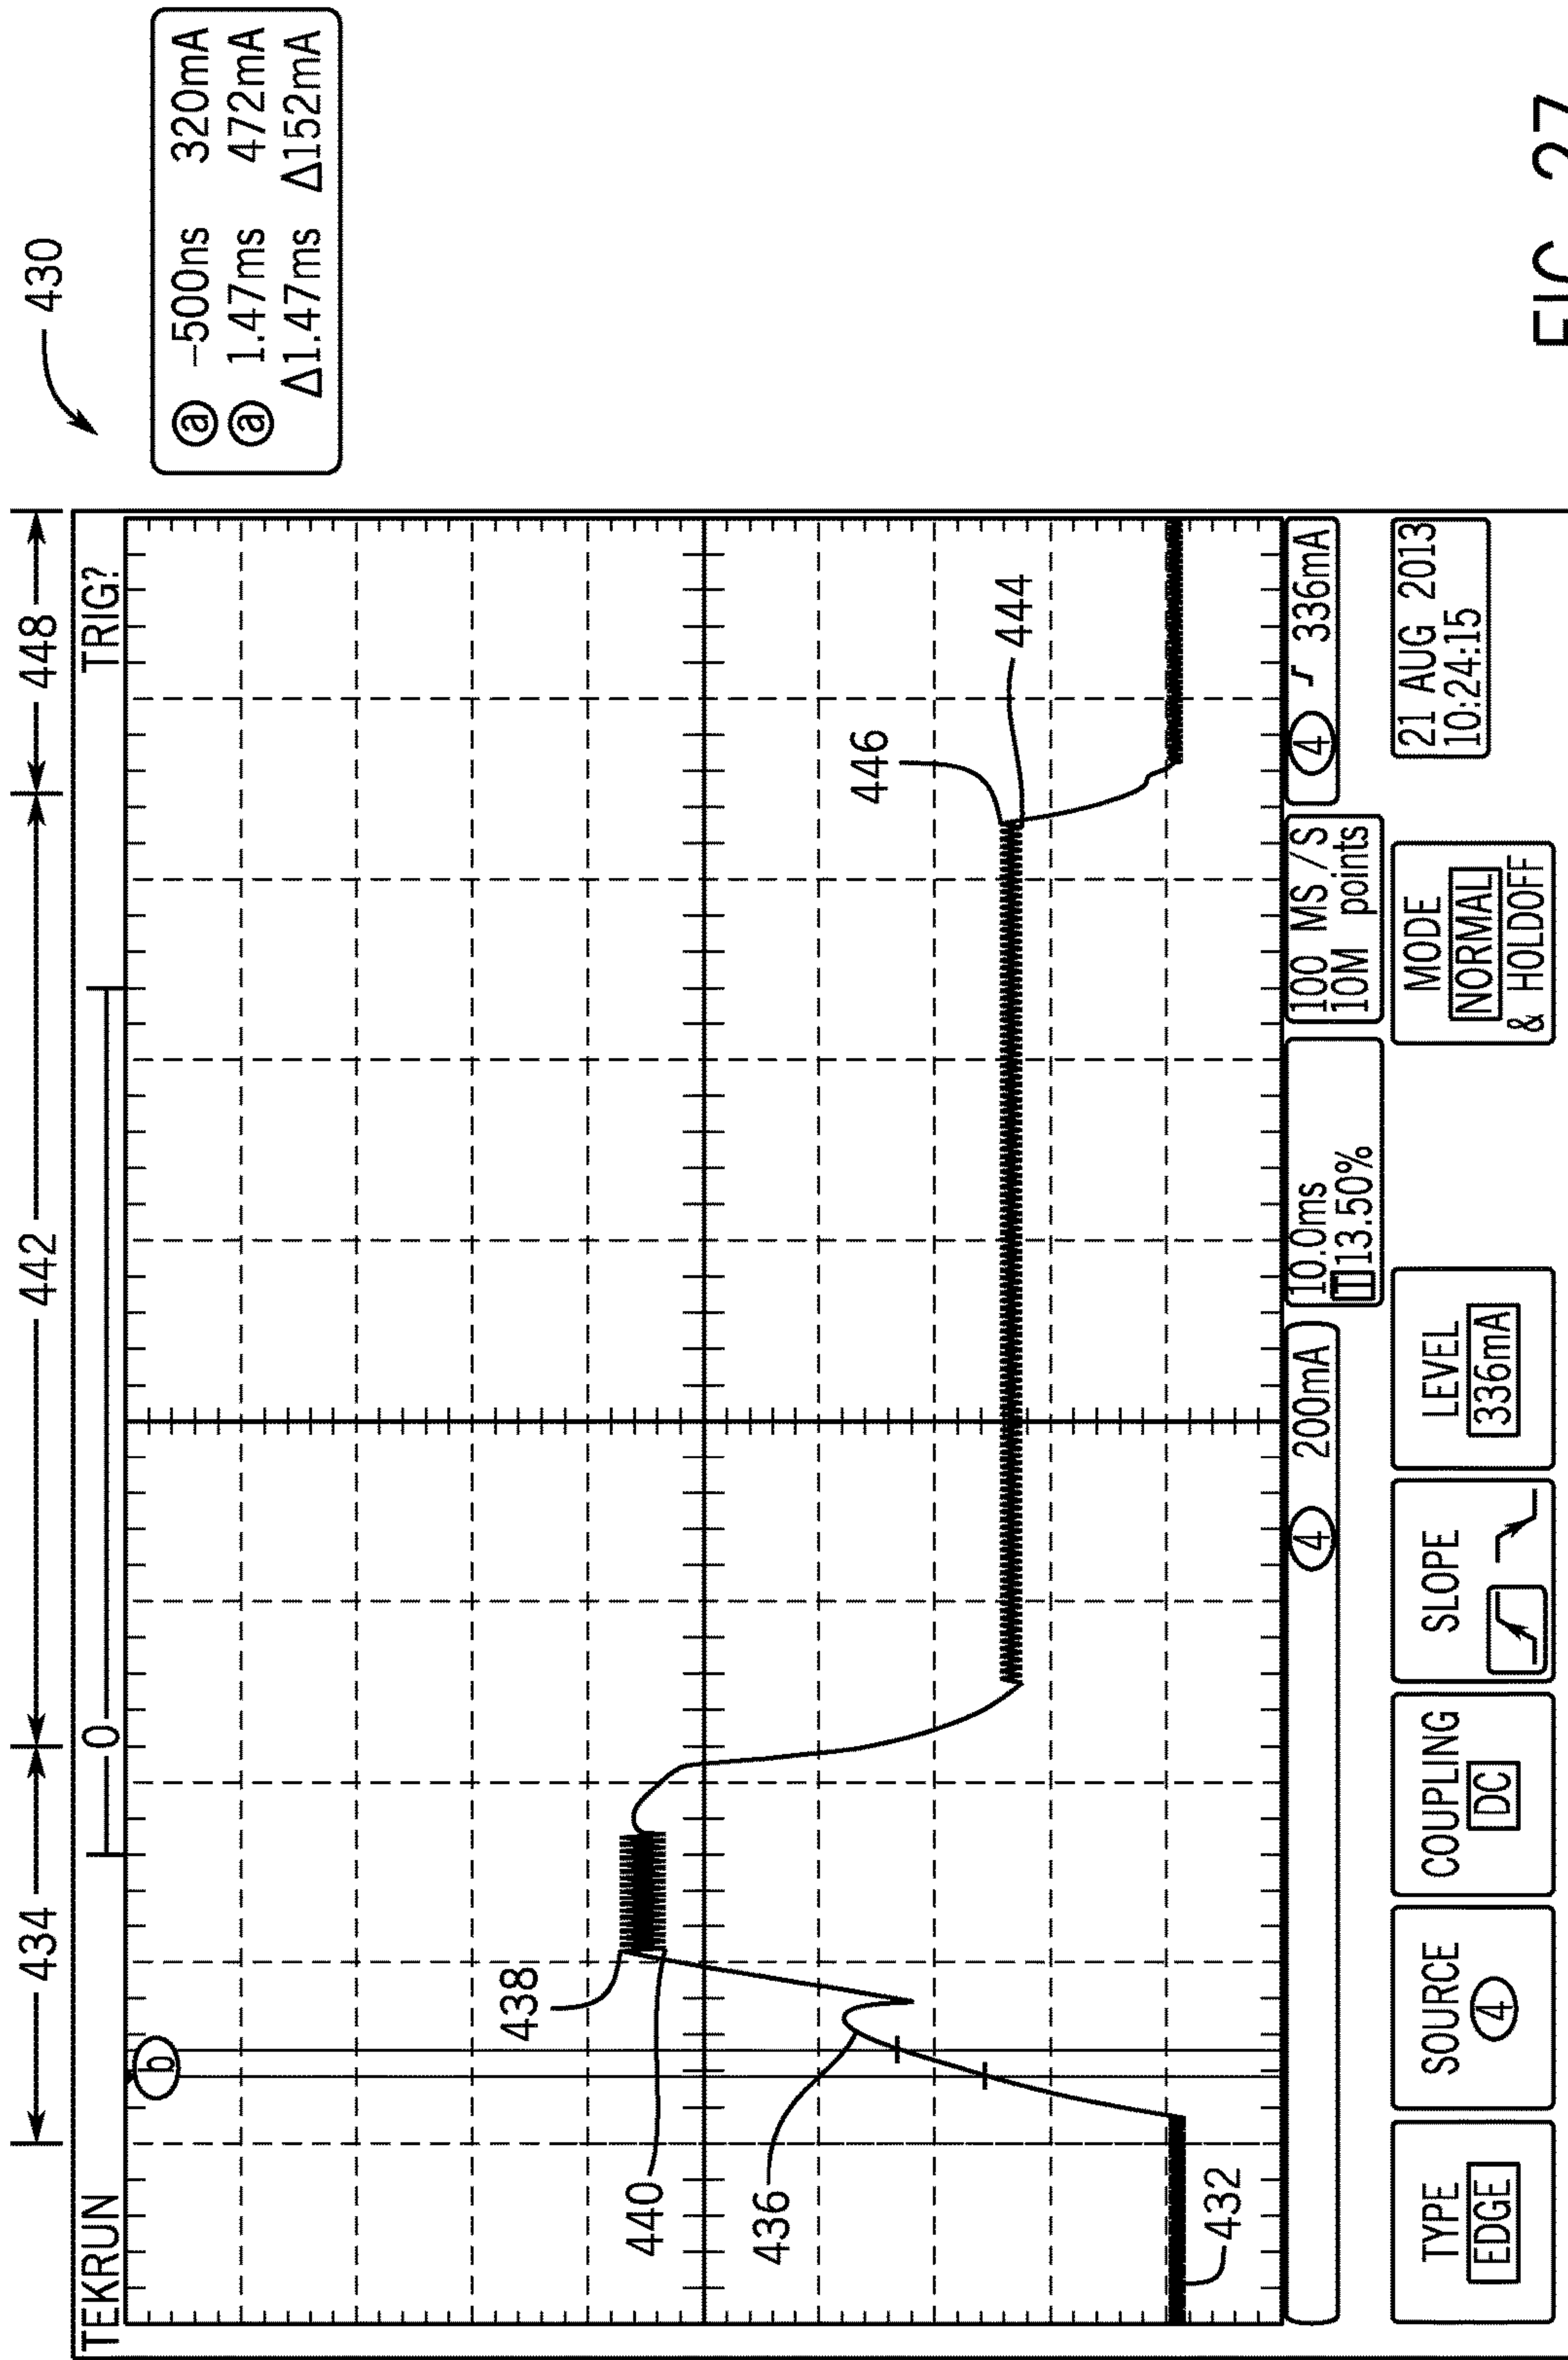 430
434
442
448
TEKRUN
0
TRIG?
ⓐ -500ns 320mA
ⓐ 1.47ms 472mA
Δ1.47ms Δ152mA
ⓑ
438
440
436
432
446
444
④ 200mA
10.0ms
T 13.50%
100 MS/S
10M points
④ 336mA
TYPE
EDGE
SOURCE
④
COUPLING
DC
SLOPE
LEVEL
336mA
MODE
NORMAL
& HOLDOFF
21 AUG 2013
10:24:15
FIG. 27